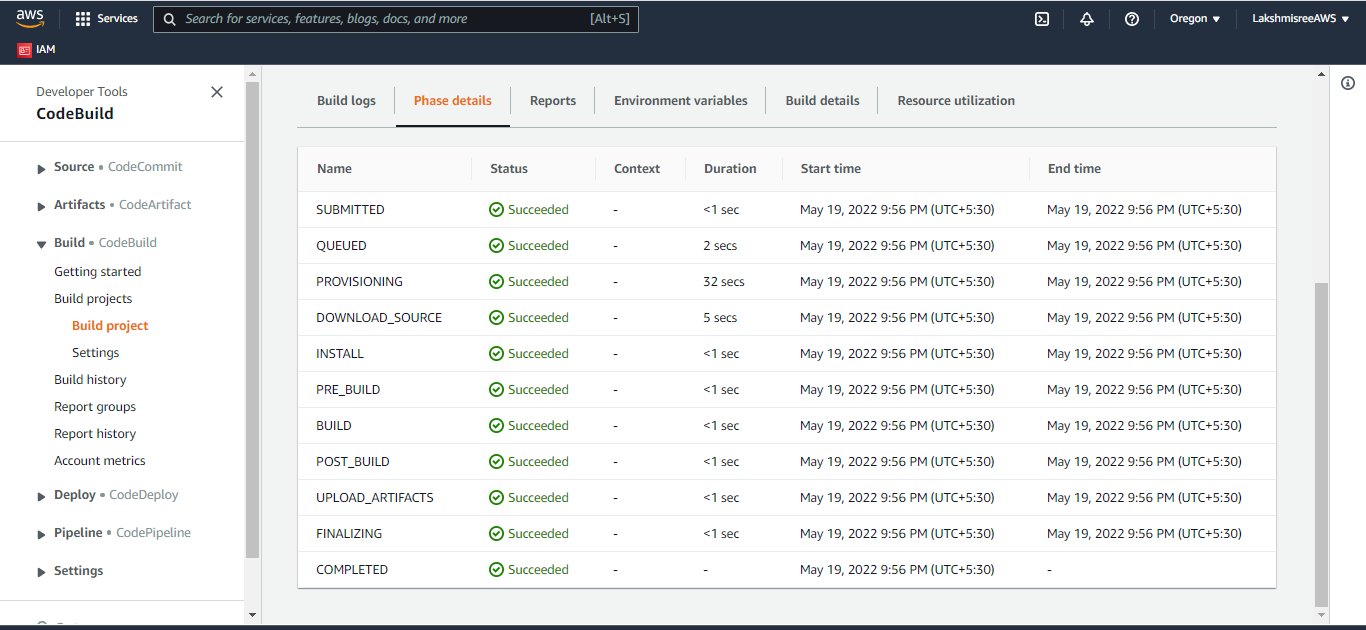 aws Services Search for services, features, blogs, docs, and more [Alt+S] Oregon ▼ LakshmisreeAWS ▼
IAM
Developer Tools
CodeBuild
Source • CodeCommit
Artifacts • CodeArtifact
Build • CodeBuild
Getting started
Build projects
Build project
Settings
Build history
Report groups
Report history
Account metrics
Deploy • CodeDeploy
Pipeline • CodePipeline
Settings
Build logs Phase details Reports Environment variables Build details Resource utilization
Name Status Context Duration Start time End time
SUBMITTED Succeeded - <1 sec May 19, 2022 9:56 PM (UTC+5:30) May 19, 2022 9:56 PM (UTC+5:30)
QUEUED Succeeded - 2 secs May 19, 2022 9:56 PM (UTC+5:30) May 19, 2022 9:56 PM (UTC+5:30)
PROVISIONING Succeeded - 32 secs May 19, 2022 9:56 PM (UTC+5:30) May 19, 2022 9:56 PM (UTC+5:30)
DOWNLOAD_SOURCE Succeeded - 5 secs May 19, 2022 9:56 PM (UTC+5:30) May 19, 2022 9:56 PM (UTC+5:30)
INSTALL Succeeded - <1 sec May 19, 2022 9:56 PM (UTC+5:30) May 19, 2022 9:56 PM (UTC+5:30)
PRE_BUILD Succeeded - <1 sec May 19, 2022 9:56 PM (UTC+5:30) May 19, 2022 9:56 PM (UTC+5:30)
BUILD Succeeded - <1 sec May 19, 2022 9:56 PM (UTC+5:30) May 19, 2022 9:56 PM (UTC+5:30)
POST_BUILD Succeeded - <1 sec May 19, 2022 9:56 PM (UTC+5:30) May 19, 2022 9:56 PM (UTC+5:30)
UPLOAD_ARTIFACTS Succeeded - <1 sec May 19, 2022 9:56 PM (UTC+5:30) May 19, 2022 9:56 PM (UTC+5:30)
FINALIZING Succeeded - <1 sec May 19, 2022 9:56 PM (UTC+5:30) May 19, 2022 9:56 PM (UTC+5:30)
COMPLETED Succeeded - - May 19, 2022 9:56 PM (UTC+5:30) -